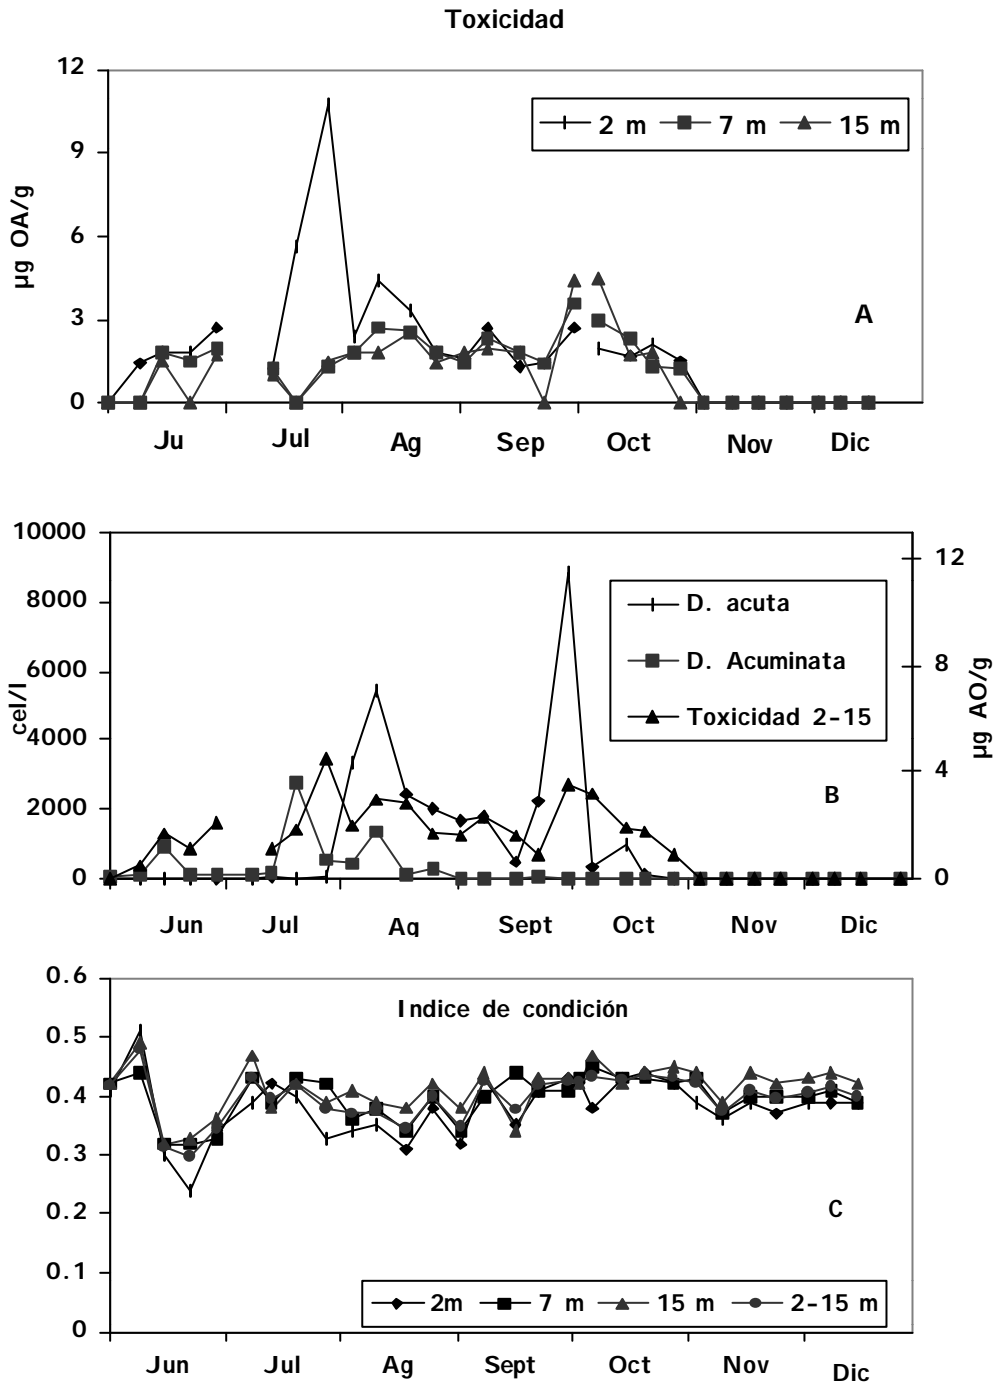 Toxicidad
12
9
6
3
0
µg OA/g
2 m 7 m 15 m
A
Ju Jul Ag Sep Oct Nov Dic
10000
8000
6000
4000
2000
0
cel/l
12
8
4
0
µg AO/g
D. acuta
D. Acuminata
Toxicidad 2-15
B
Jun Jul Ag Sept Oct Nov Dic
0.6
0.5
0.4
0.3
0.2
0.1
0
Indice de condición
C
2m 7 m 15 m 2-15 m
Jun Jul Ag Sept Oct Nov Dic